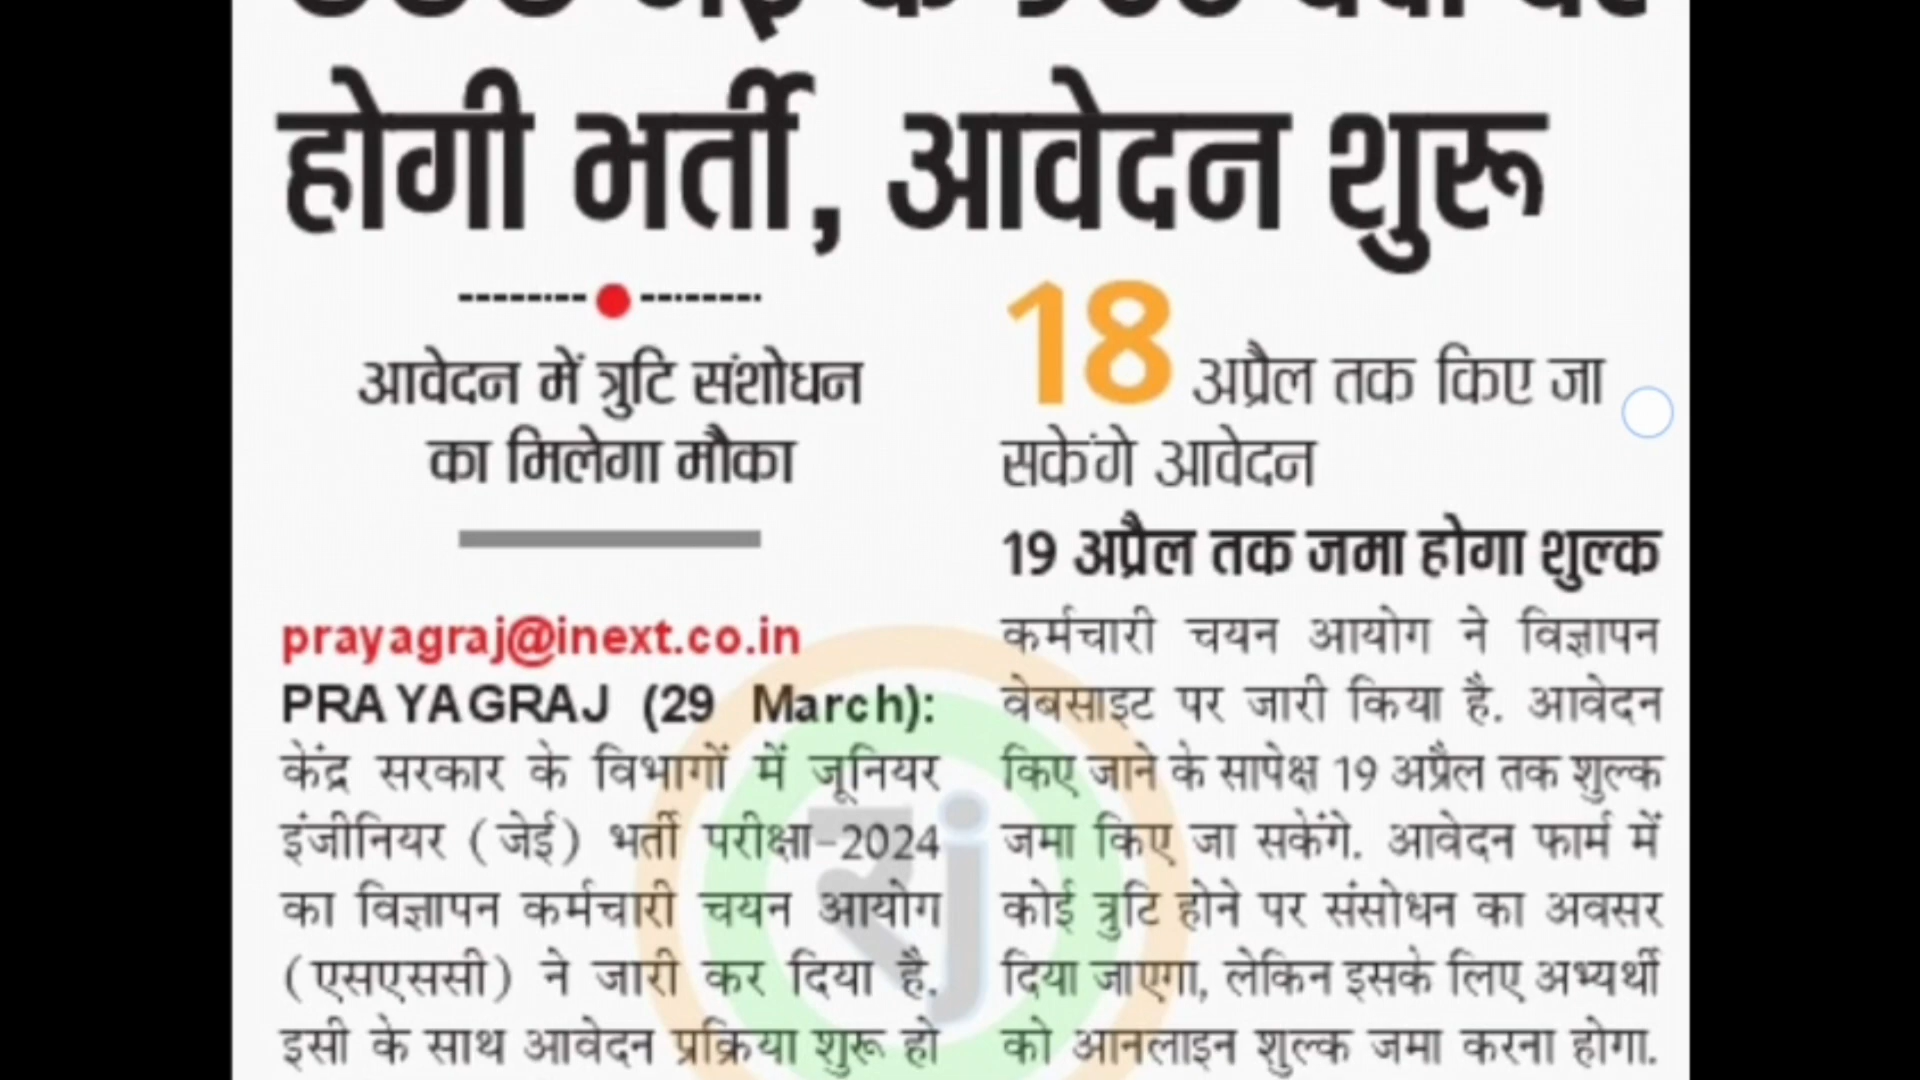 होगी भर्ती, आवेदन शुरू
आवेदन में त्रुटि संशोधन
का मिलेगा मौका
prayagraj@inext.co.in
PRAYAGRAJ (29 March):
केंद्र सरकार के विभागों में जूनियर
इंजीनियर (जेई) भर्ती परीक्षा-2024
का विज्ञापन कर्मचारी चयन आयोग
(एसएससी) ने जारी कर दिया है.
इसी के साथ आवेदन प्रक्रिया शुरू हो
18 अप्रैल तक किए जा
सकेंगे आवेदन
19 अप्रैल तक जमा होगा शुल्क
कर्मचारी चयन आयोग ने विज्ञापन
वेबसाइट पर जारी किया है. आवेदन
किए जाने के सापेक्ष 19 अप्रैल तक शुल्क
जमा किए जा सकेंगे. आवेदन फार्म में
कोई त्रुटि होने पर संसोधन का अवसर
दिया जाएगा, लेकिन इसके लिए अभ्यर्थी
को आनलाइन शुल्क जमा करना होगा.